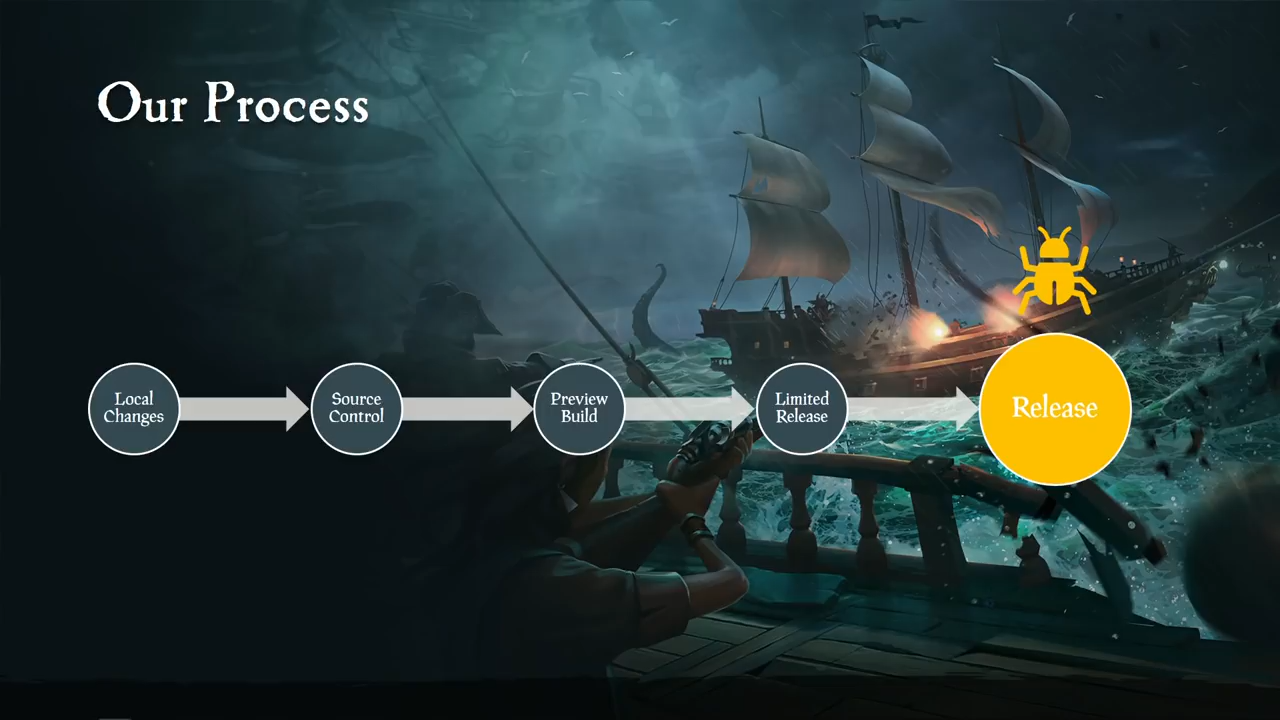 Our Process
Local
Changes
Source
Control
Preview
Build
Limited
Release
Release